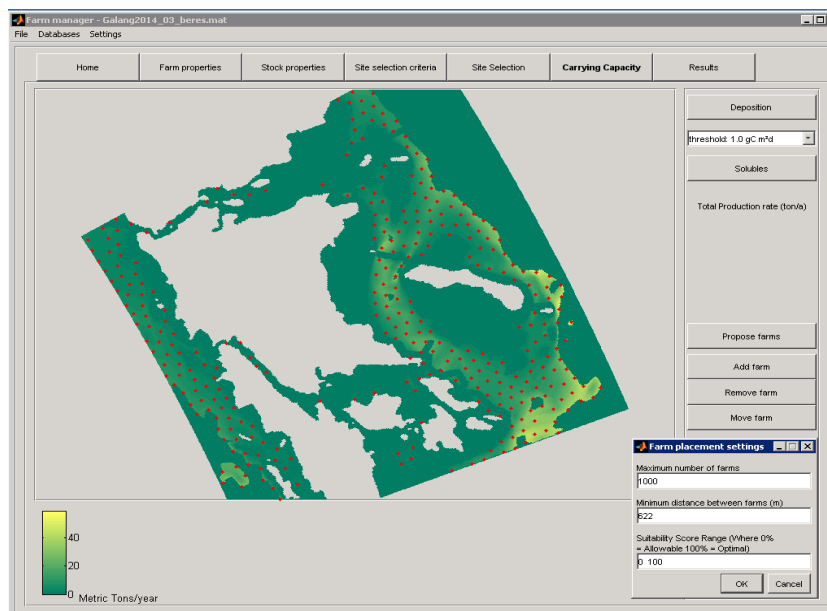 Farm manager - Galang2014_03_beres.mat
File Databases Settings
Home Farm properties Stock properties Site selection criteria Site Selection Carrying Capacity Results
Deposition
threshold: 1.0 gC m²d
Solubles
Total Production rate (ton/a)
Propose farms
Add farm
Remove farm
Move farm
Farm placement settings
Maximum number of farms
1000
Minimum distance between farms (m)
622
Suitability Score Range (Where 0%
= Allowable 100% = Optimal)
0 100
OK Cancel
40
20
0
Metric Tons/year